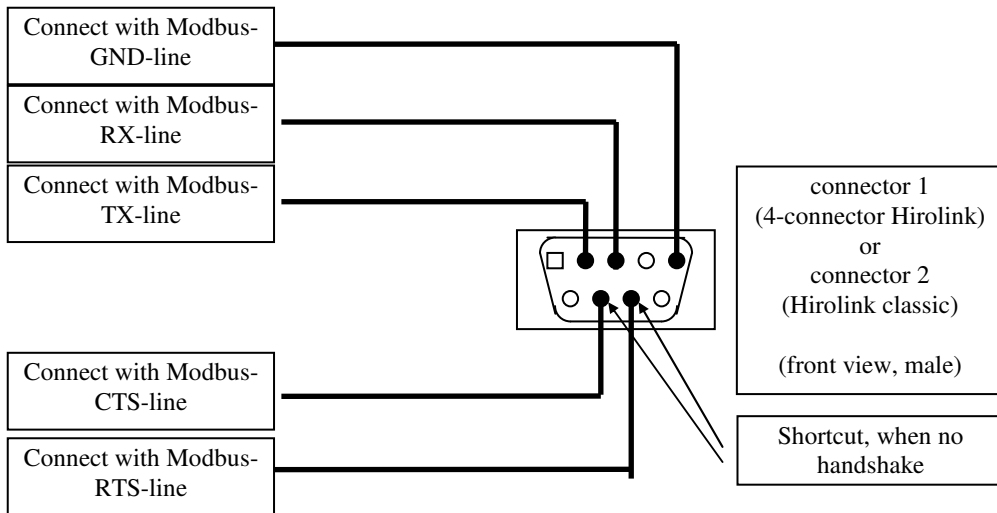 Connect with Modbus-
GND-line
Connect with Modbus-
RX-line
Connect with Modbus-
TX-line
connector 1
(4-connector Hirolink)
or
connector 2
(Hirolink classic)
(front view, male)
Connect with Modbus-
CTS-line
Shortcut, when no
handshake
Connect with Modbus-
RTS-line